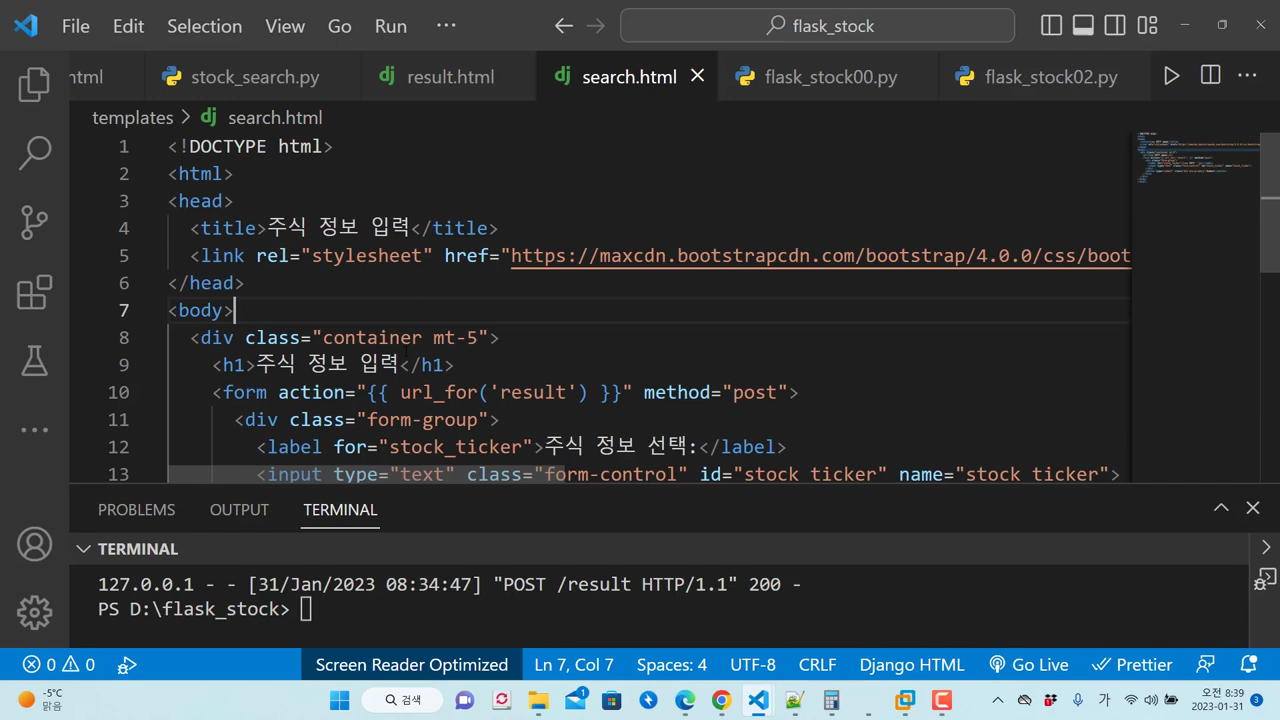 File Edit Selection View Go Run ··· flask_stock
html stock_search.py result.html search.html flask_stock00.py flask_stock02.py
templates > search.html
1 <!DOCTYPE html>
2 <html>
3 <head>
4 <title>주식 정보 입력</title>
5 <link rel="stylesheet" href="https://maxcdn.bootstrapcdn.com/bootstrap/4.0.0/css/boot
6 </head>
7 <body>
8 <div class="container mt-5">
9 <h1>주식 정보 입력</h1>
10 <form action="{{ url_for('result') }}" method="post">
11 <div class="form-group">
12 <label for="stock_ticker">주식 정보 선택:</label>
13 <input type="text" class="form-control" id="stock_ticker" name="stock_ticker">
PROBLEMS OUTPUT TERMINAL
TERMINAL
127.0.0.1 - - [31/Jan/2023 08:34:47] "POST /result HTTP/1.1" 200 -
PS D:\flask_stock>
0 0 Screen Reader Optimized Ln 7, Col 7 Spaces: 4 UTF-8 CRLF Django HTML Go Live Prettier
-5°C
맑음
검색
1
가
오전 8:39
2023-01-31
3